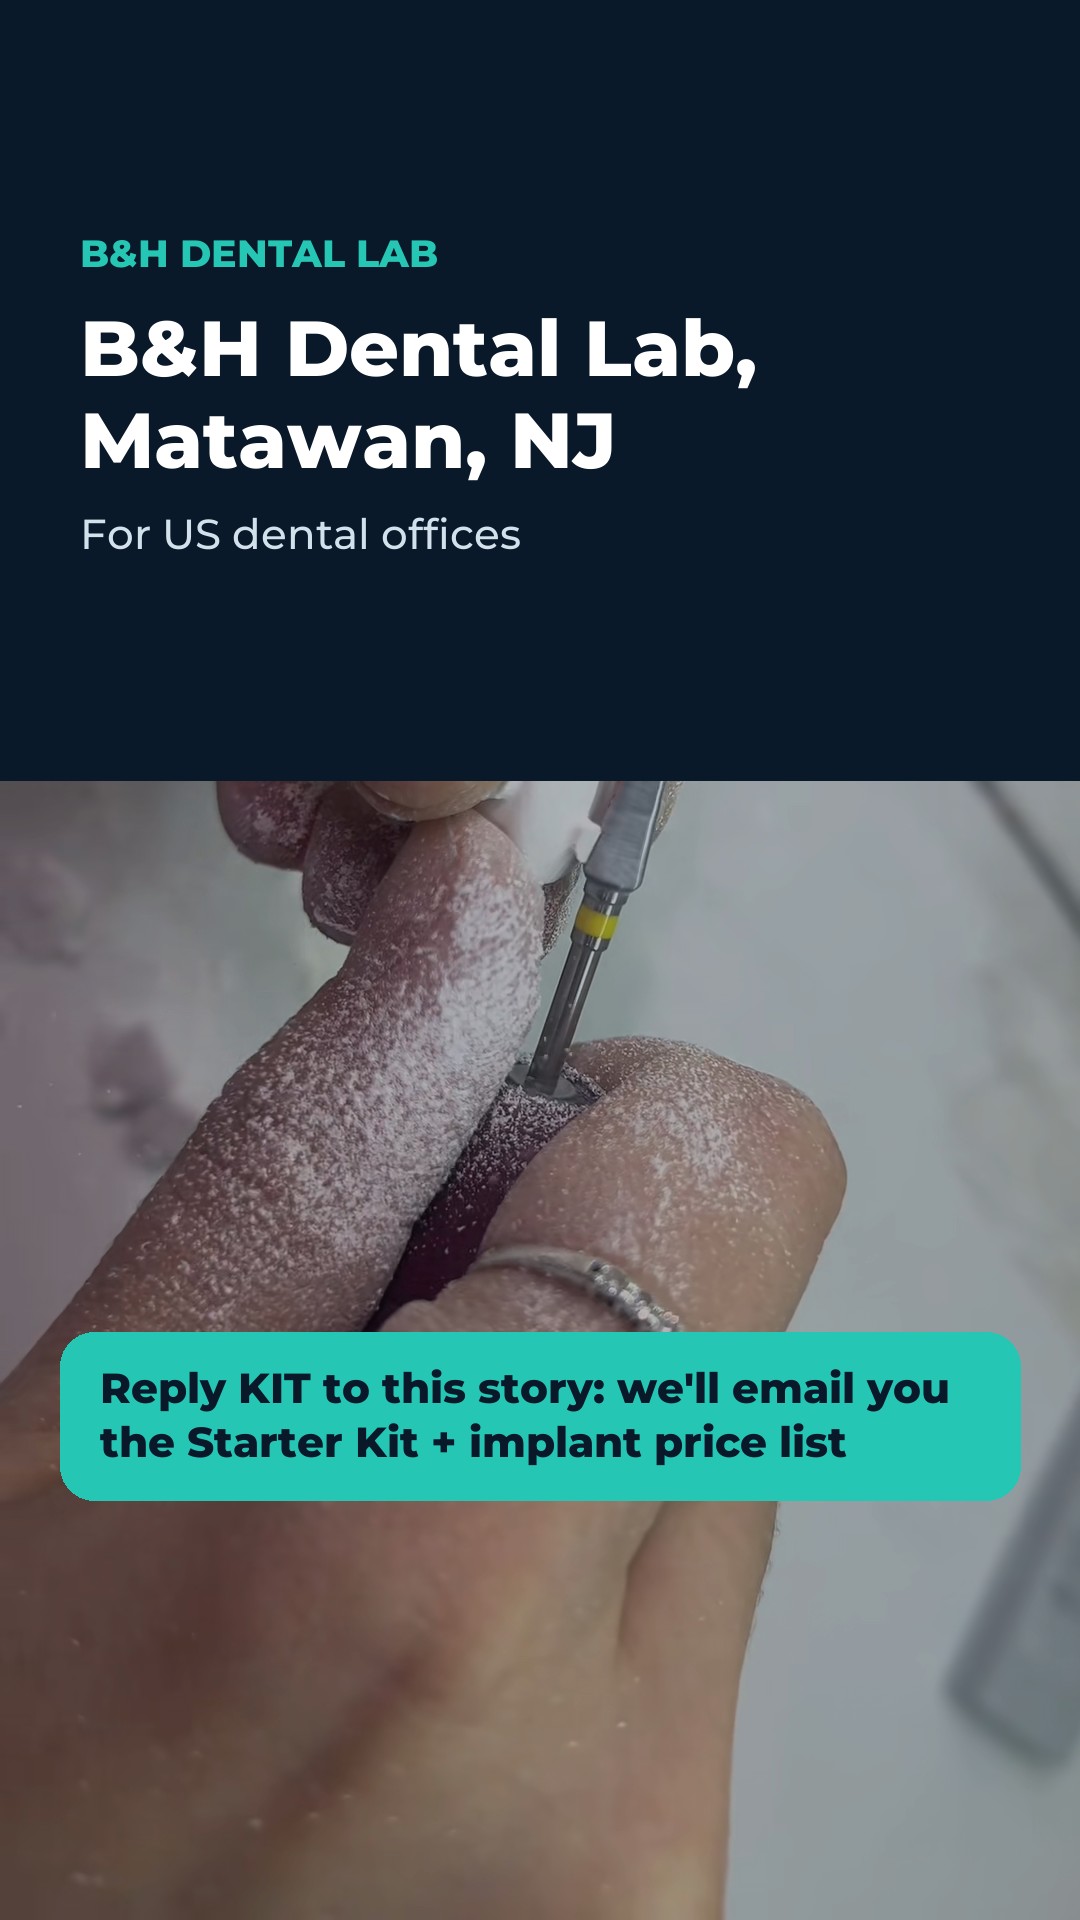 B&H DENTAL LAB
B&H Dental Lab,
Matawan, NJ
For US dental offices
Reply KIT to this story: we'll email you
the Starter Kit + implant price list